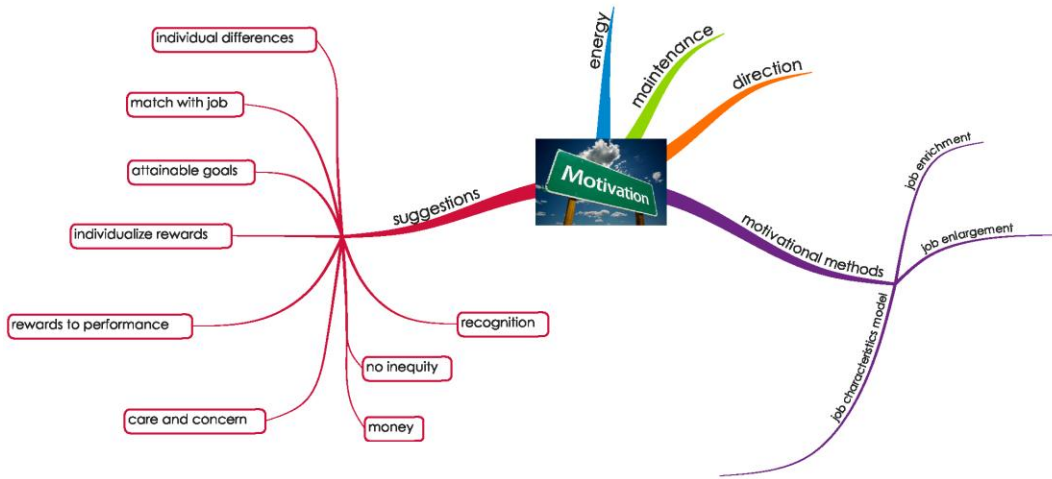 individual differences
match with job
attainable goals
individualize rewards
rewards to performance
care and concern
recognition
no inequity
money
suggestions
Motivation
energy
maintenance
direction
motivational methods
job enrichment
job enlargement
job characteristics model